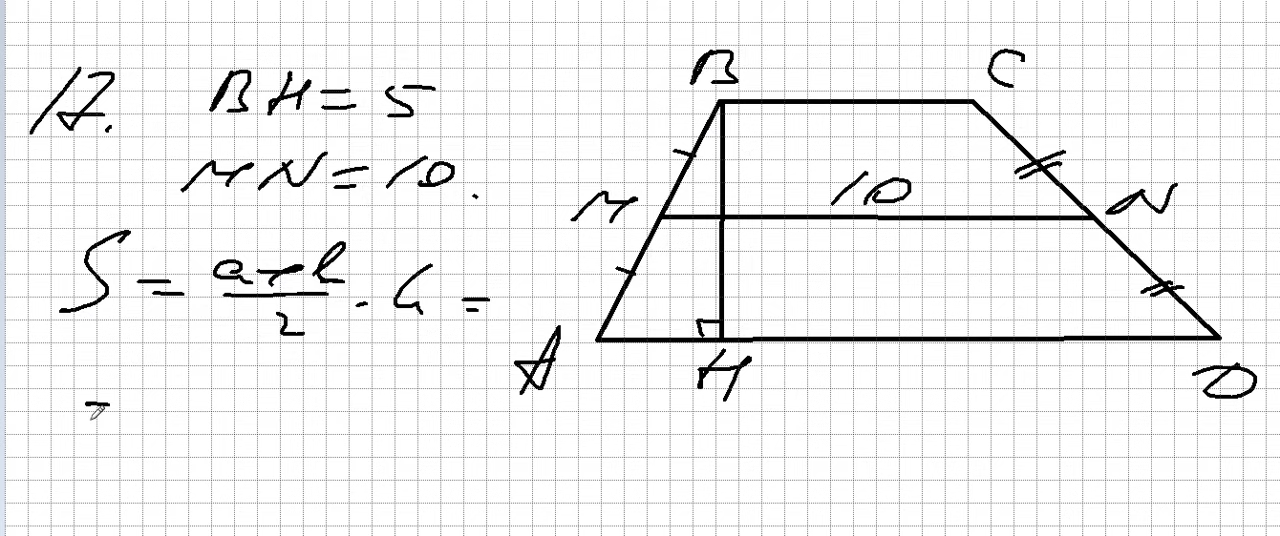 17. BH = 5
MN = 10.
S = (a+b)/2 · h =
=
B
C
M
10
N
A
H
D